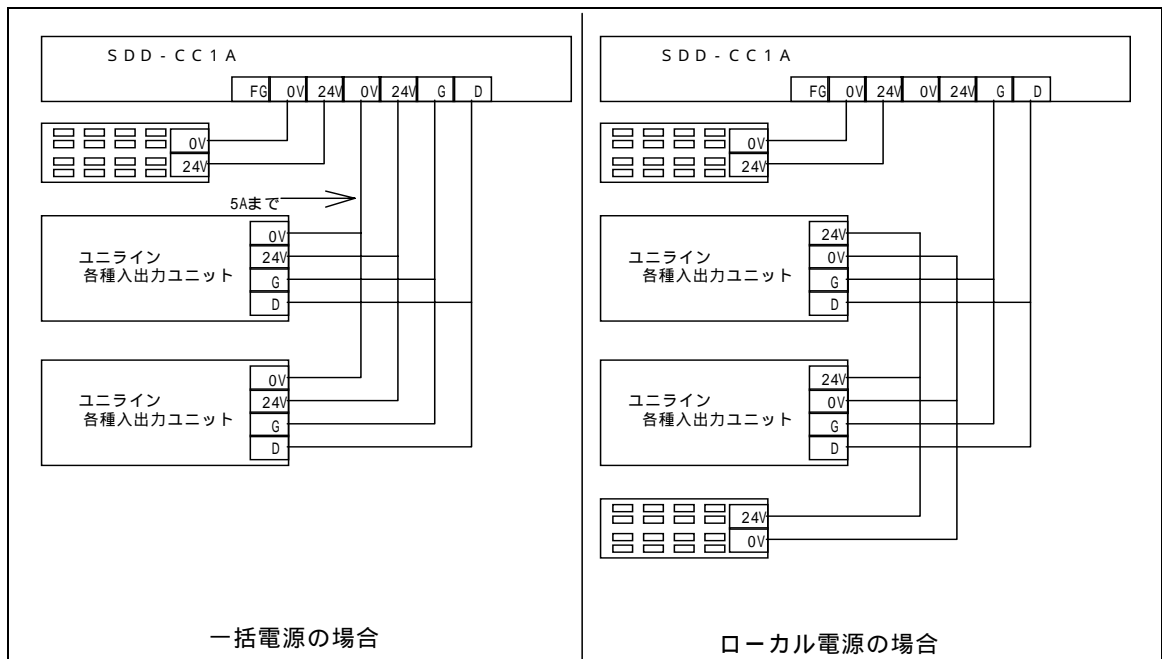 SDD-CC1A
FG 0V 24V 0V 24V G D
0V
24V
5Aまで
0V
24V
G
D
ユニライン
各種入出力ユニット
0V
24V
G
D
ユニライン
各種入出力ユニット
一括電源の場合
SDD-CC1A
FG 0V 24V 0V 24V G D
0V
24V
24V
0V
G
D
ユニライン
各種入出力ユニット
24V
0V
G
D
ユニライン
各種入出力ユニット
24V
0V
ローカル電源の場合